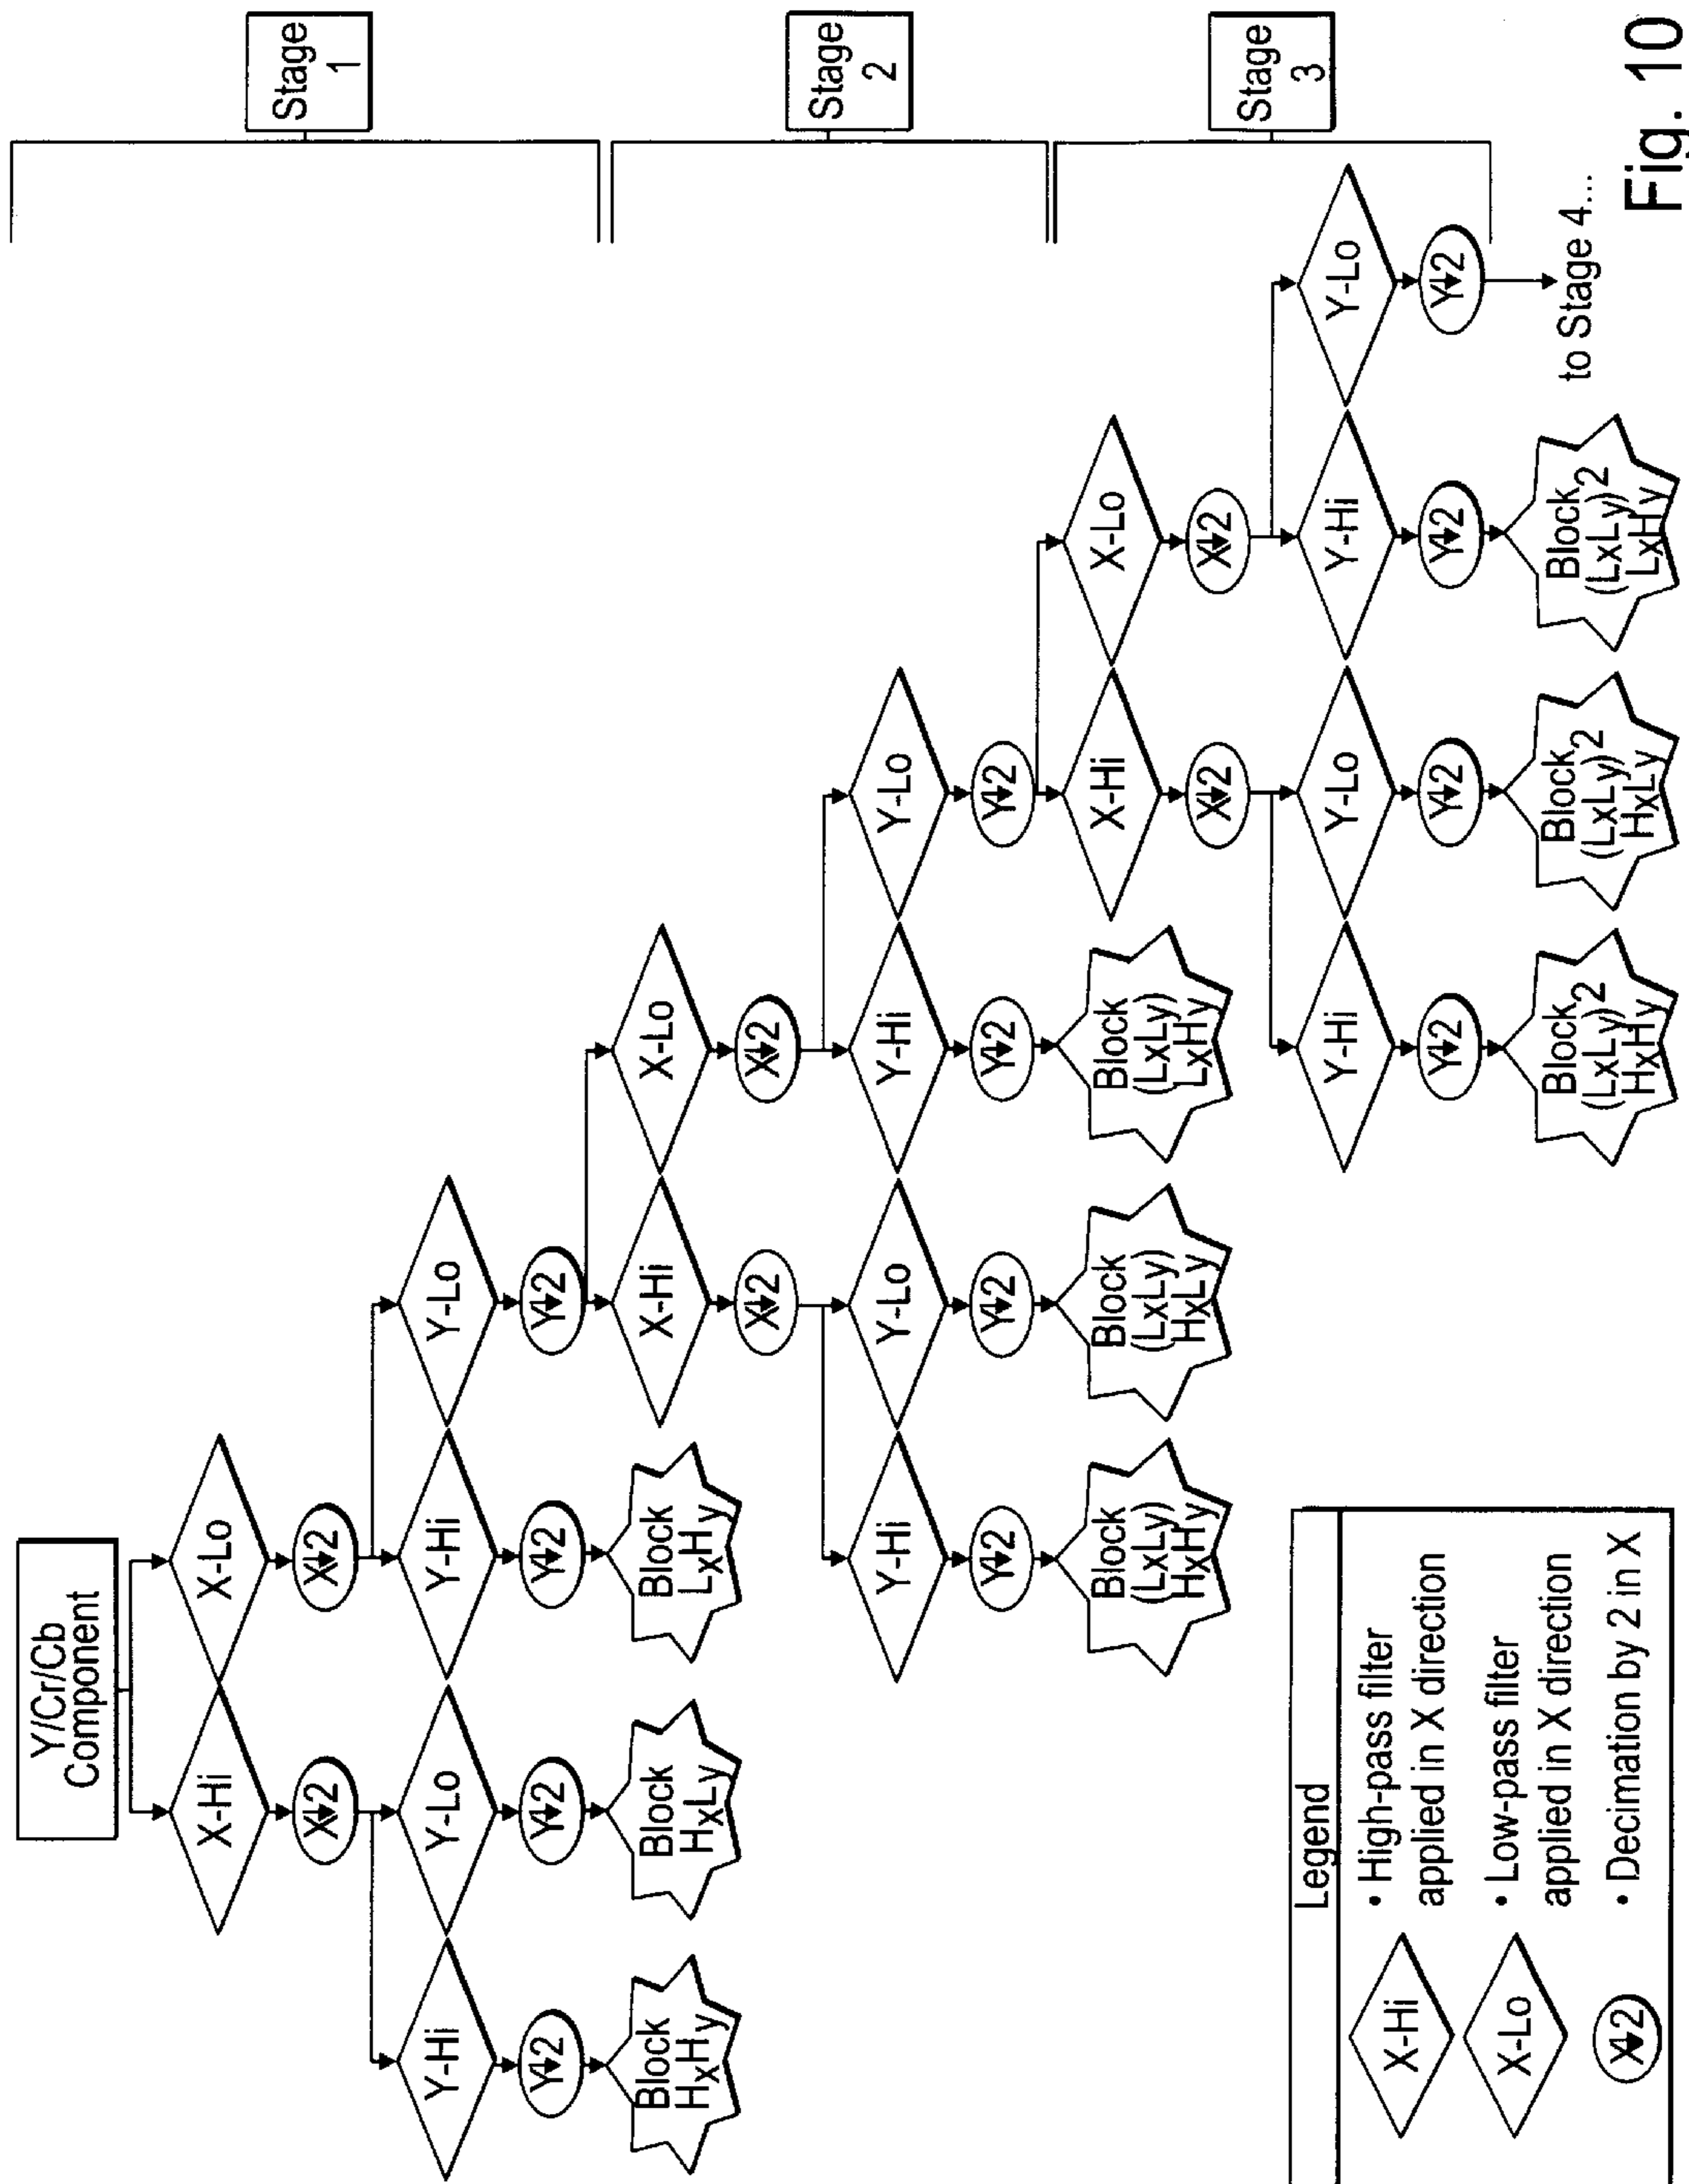 Y/Cr/Cb
Component
X-Hi
X-Lo
X↓2
X↓2
Y-Hi
Y-Lo
Y-Hi
Y-Lo
Y↓2
Y↓2
Y↓2
Y↓2
Block
HxHy
Block
HxLy
Block
LxHy
Stage
1
X-Hi
X-Lo
X↓2
X↓2
Y-Hi
Y-Lo
Y-Hi
Y-Lo
Y↓2
Y↓2
Y↓2
Y↓2
Block
(LxLy)
HxHy
Block
(LxLy)
HxLy
Block
(LxLy)
LxHy
Stage
2
X-Hi
X-Lo
X↓2
X↓2
Y-Hi
Y-Lo
Y-Hi
Y-Lo
Y↓2
Y↓2
Y↓2
Y↓2
Block
(LxLy)2
HxHy
Block
(LxLy)2
HxLy
Block
(LxLy)2
LxHy
to Stage 4...
Stage
3
Legend
X-Hi
• High-pass filter
applied in X direction
X-Lo
• Low-pass filter
applied in X direction
X↓2
• Decimation by 2 in X
Fig. 10